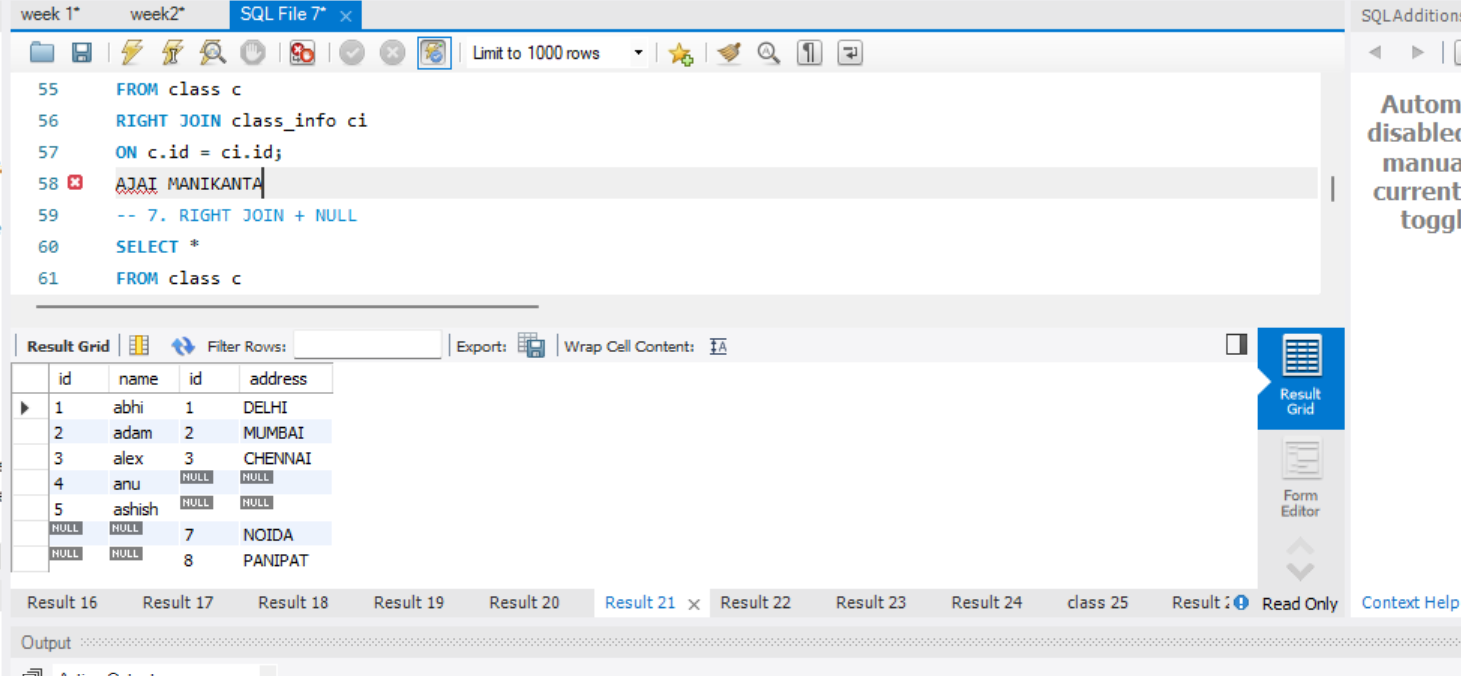 week 1* week2* SQL File 7* SQLAdditions
Limit to 1000 rows
55 FROM class c
56 RIGHT JOIN class_info ci
57 ON c.id = ci.id;
58 AJAI MANIKANTA
59 -- 7. RIGHT JOIN + NULL
60 SELECT *
61 FROM class c
Autom
disabled
manua
current
toggl
Result Grid Filter Rows: Export: Wrap Cell Content:
id name id address
1 abhi 1 DELHI
2 adam 2 MUMBAI
3 alex 3 CHENNAI
4 anu NULL NULL
5 ashish NULL NULL
NULL NULL 7 NOIDA
NULL NULL 8 PANIPAT
Result
Grid
Form
Editor
Result 16 Result 17 Result 18 Result 19 Result 20 Result 21 Result 22 Result 23 Result 24 class 25 Result 2 Read Only Context Help
Output